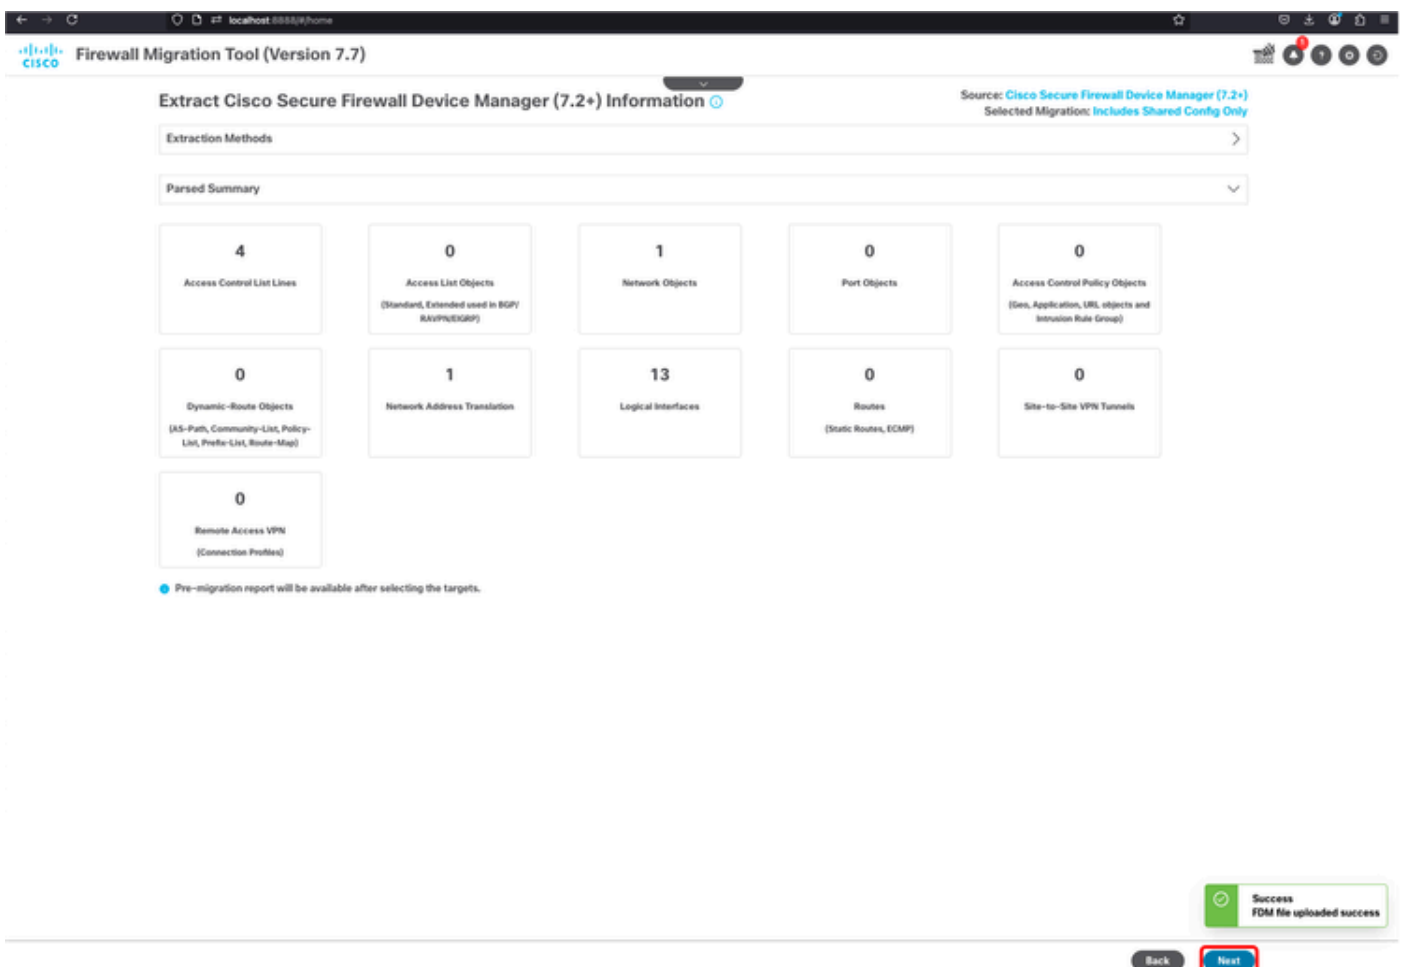 localhost:8888/#/home
CISCO
Firewall Migration Tool (Version 7.7)
Extract Cisco Secure Firewall Device Manager (7.2+) Information
Source: Cisco Secure Firewall Device Manager (7.2+)
Selected Migration: Includes Shared Config Only
Extraction Methods
Parsed Summary
4
Access Control List Lines
0
Access List Objects
(Standard, Extended used in BGP/
RAVPN/EIGRP)
1
Network Objects
0
Port Objects
0
Access Control Policy Objects
(Geo, Application, URL objects and
Intrusion Rule Group)
0
Dynamic-Route Objects
(AS-Path, Community-List, Policy-
List, Prefix-List, Route-Map)
1
Network Address Translation
13
Logical Interfaces
0
Routes
(Static Routes, ECMP)
0
Site-to-Site VPN Tunnels
0
Remote Access VPN
(Connection Profiles)
Pre-migration report will be available after selecting the targets.
Success
FDM file uploaded success
Back
Next